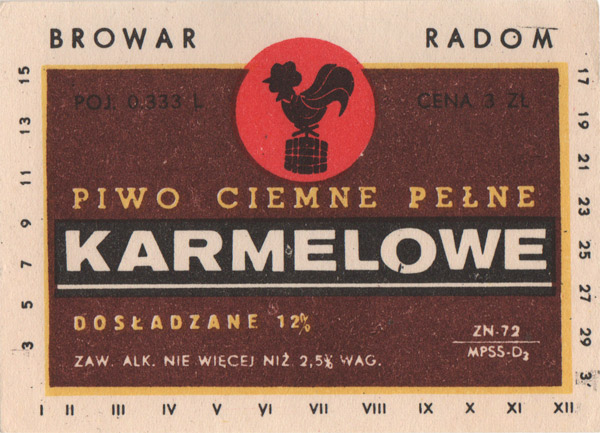 BROWAR RADOM
POJ. 0.333 L CENA 3 ZŁ
PIWO CIEMNE PEŁNE
KARMELOWE
DOSŁADZANE 12%
ZN-72
MPSS-D3
ZAW. ALK. NIE WIĘCEJ NIŻ 2,5% WAG.
15
13
11
9
7
5
3
17
19
21
23
25
27
29
I II III IV V VI VII VIII IX X XI XII